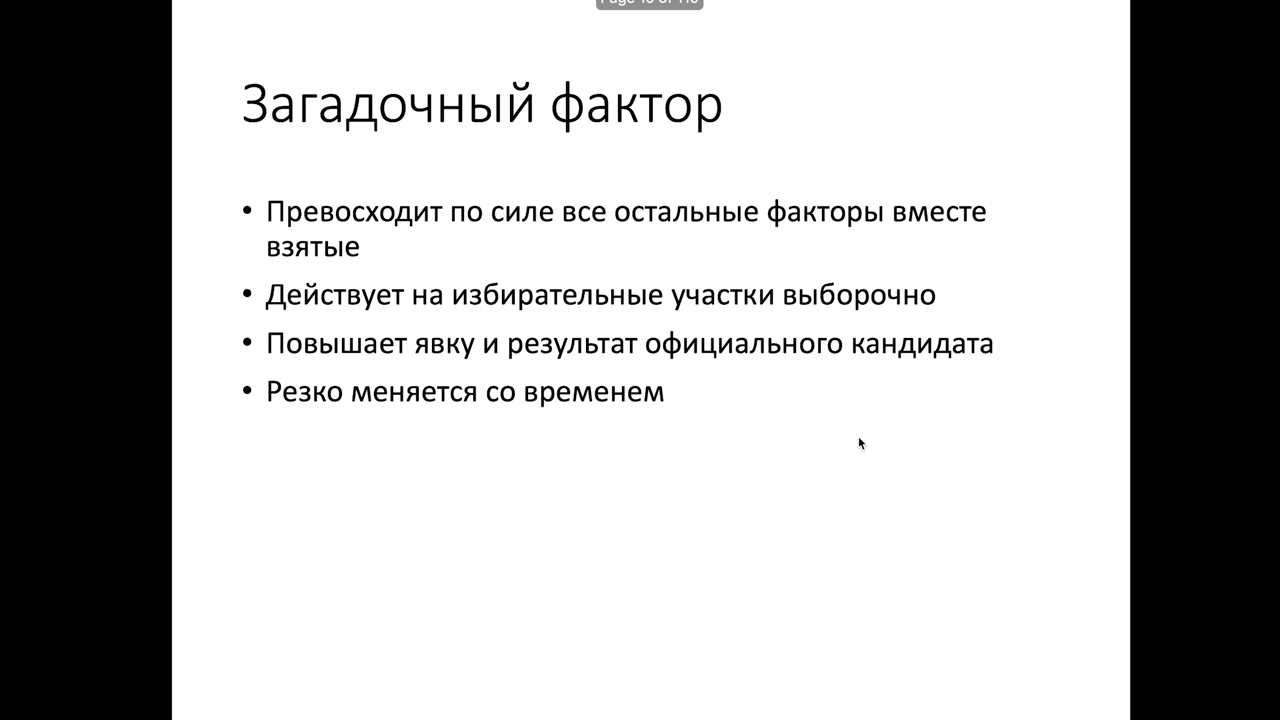 Загадочный фактор
• Превосходит по силе все остальные факторы вместе
взятые
• Действует на избирательные участки выборочно
• Повышает явку и результат официального кандидата
• Резко меняется со временем